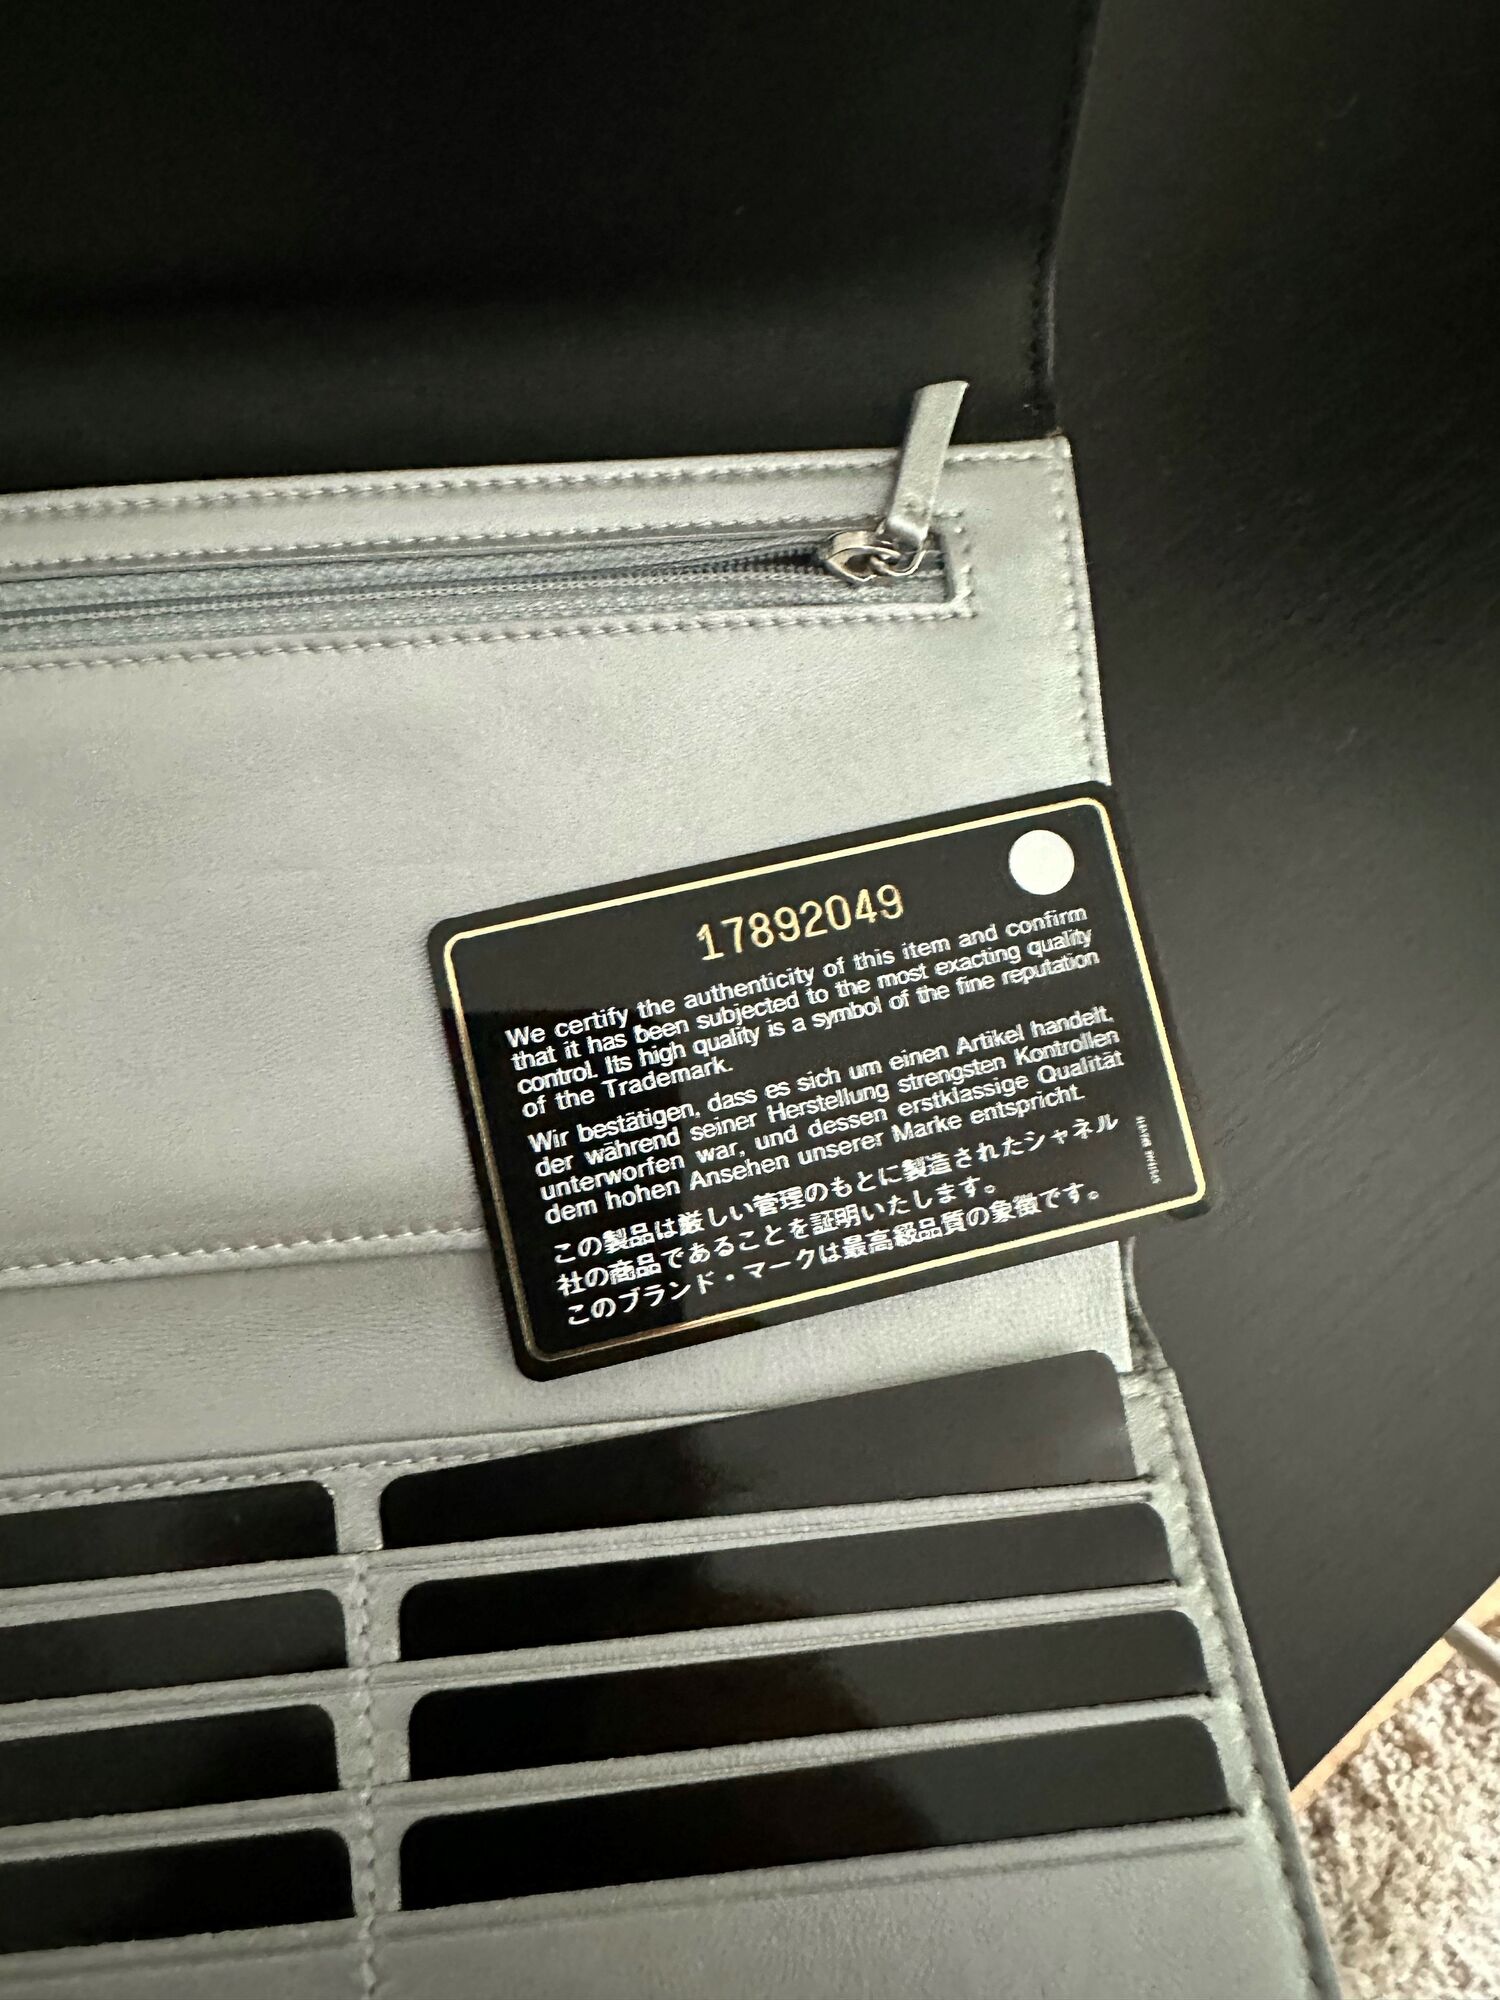 17892049
We certify the authenticity of this item and confirm
that it has been subjected to the most exacting quality
control. Its high quality is a symbol of the fine reputation
of the Trademark.
Wir bestätigen, dass es sich um einen Artikel handelt,
der während seiner Herstellung strengsten Kontrollen
unterworfen war, und dessen erstklassige Qualität
dem hohen Ansehen unserer Marke entspricht.
この製品は厳しい管理のもとに製造されたシャネル
社の商品であることを証明いたします。
このブランド・マークは最高級品質の象徴です。